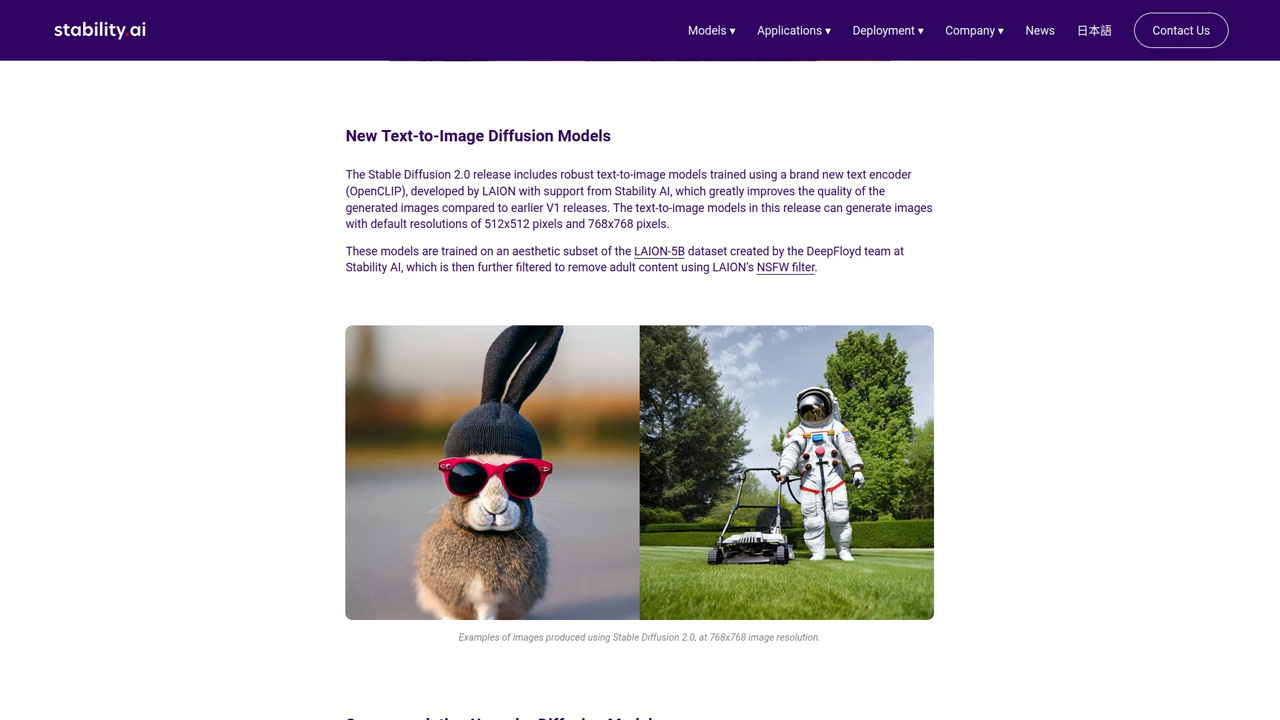 stability.ai
Models ▾
Applications ▾
Deployment ▾
Company ▾
News
日本語
Contact Us
New Text-to-Image Diffusion Models
The Stable Diffusion 2.0 release includes robust text-to-image models trained using a brand new text encoder
(OpenCLIP), developed by LAION with support from Stability AI, which greatly improves the quality of the
generated images compared to earlier V1 releases. The text-to-image models in this release can generate images
with default resolutions of 512x512 pixels and 768x768 pixels.
These models are trained on an aesthetic subset of the LAION-5B dataset created by the DeepFloyd team at
Stability AI, which is then further filtered to remove adult content using LAION’s NSFW filter.
Examples of images produced using Stable Diffusion 2.0, at 768x768 image resolution.